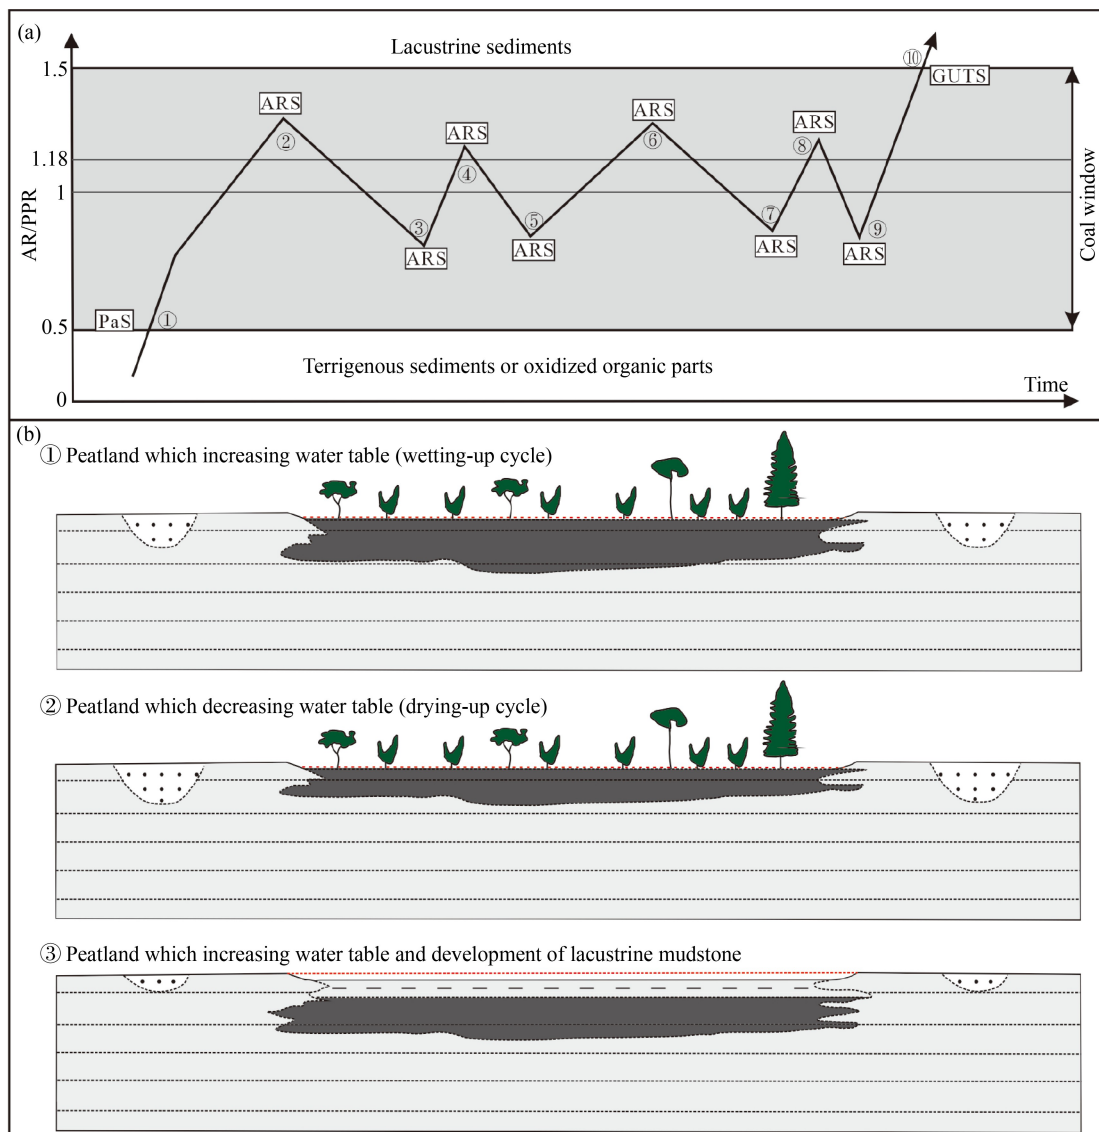 (a)
Lacustrine sediments
1.5
⑩
GUTS
ARS
②
ARS
④
ARS
⑥
ARS
⑧
1.18
1
AR/PPR
Coal window
③
ARS
⑤
ARS
⑦
ARS
⑨
ARS
PaS
①
0.5
Terrigenous sediments or oxidized organic parts
Time
0
(b)
① Peatland which increasing water table (wetting-up cycle)
② Peatland which decreasing water table (drying-up cycle)
③ Peatland which increasing water table and development of lacustrine mudstone